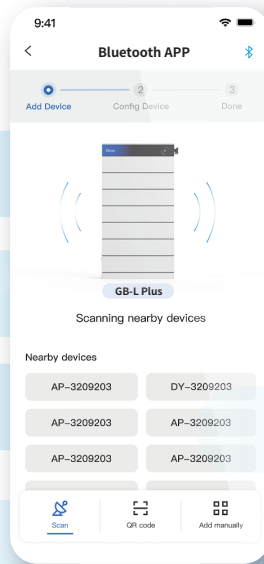 9:41
Bluetooth APP
2 3
Add Device Config Device Done
GB-L Plus
Scanning nearby devices
Nearby devices
AP-3209203 DY-3209203
AP-3209203 AP-3209203
AP-3209203 AP-3209203
Scan QR code Add manually